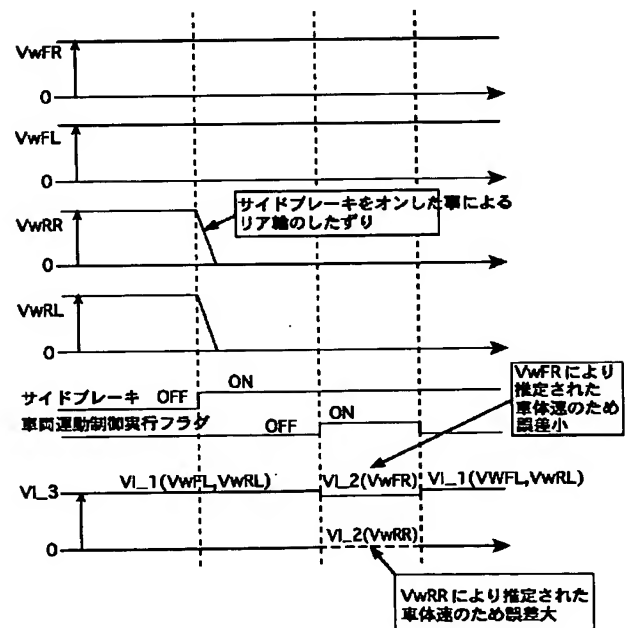 VwFR
0
VwFL
0
サイドブレーキをオンした事による
リア輪のしたずり
VwRR
0
VwRL
0
サイドブレーキ OFF
ON
車両運動制御実行フラグ
OFF
ON
VwFRにより
推定された
車体速のため
誤差小
VI_3
VI_1(VwFL,VwRL)
VI_2(VwFR)
VI_1(VWFL,VwRL)
0
VI_2(VwRR)
VwRRにより推定された
車体速のため誤差大